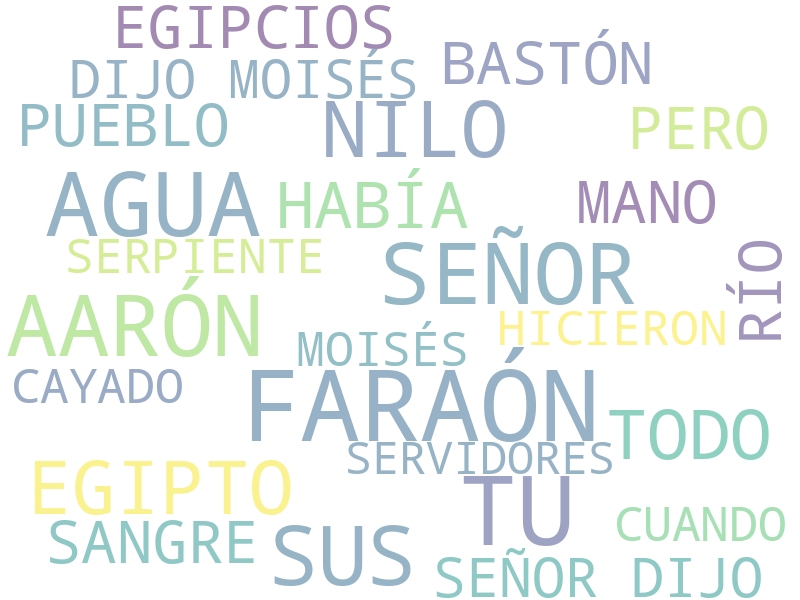 EGIPCIOS
DIJO MOISÉS
BASTÓN
PUEBLO
NILO
PERO
AGUA
HABÍA
MANO
SERPIENTE
SEÑOR
RÍO
AARÓN
HICIERON
MOISÉS
CAYADO
FARAÓN
TODO
SERVIDORES
EGIPTO
TU
SANGRE
SUS
CUANDO
SEÑOR DIJO